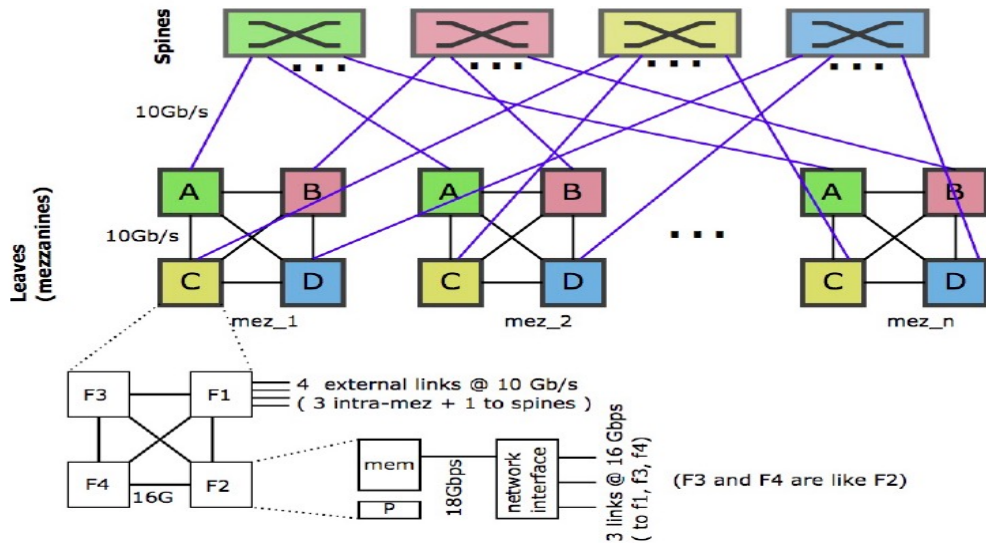 Spines
10Gb/s
A B
A B
A B
10Gb/s
C D
C D
C D
Leaves
(mezzanines)
mez_1
mez_2
mez_n
F3
F1
4 external links @ 10 Gb/s
( 3 intra-mez + 1 to spines )
F4
16G
F2
mem
P
18Gbps
network
interface
3 links @ 16 Gbps
( to f1, f3, f4)
(F3 and F4 are like F2)